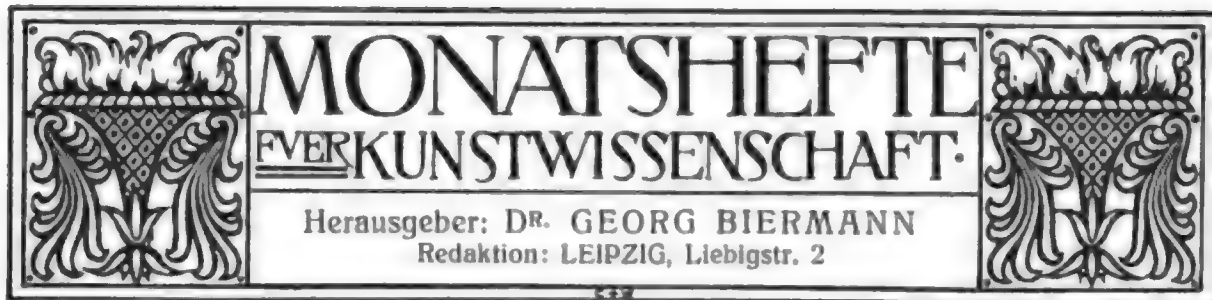 MONATSHEFTE
FVER KUNSTWISSENSCHAFT·
Herausgeber: DR. GEORG BIERMANN
Redaktion: LEIPZIG, Liebigstr. 2